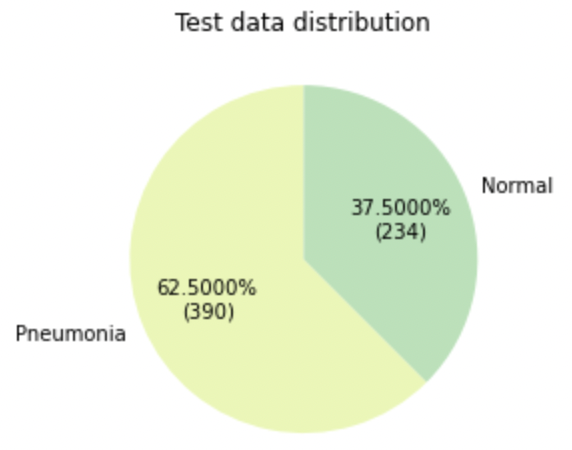 Test data distribution
Normal
37.5000%
(234)
62.5000%
(390)
Pneumonia